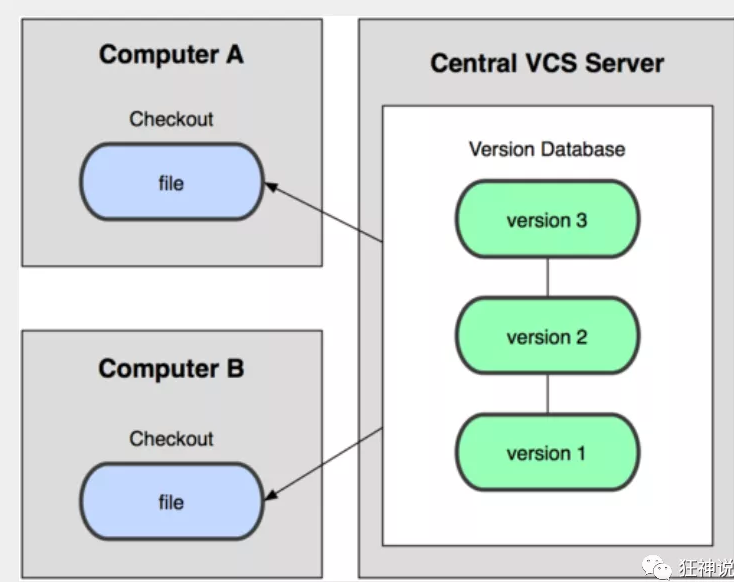 Computer A
Checkout
file
Computer B
Checkout
file
Central VCS Server
Version Database
version 3
version 2
version 1
狂神说